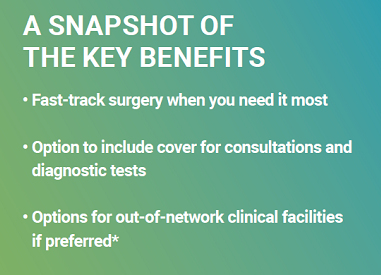 A SNAPSHOT OF
THE KEY BENEFITS
• Fast-track surgery when you need it most
• Option to include cover for consultations and
diagnostic tests
• Options for out-of-network clinical facilities
if preferred*